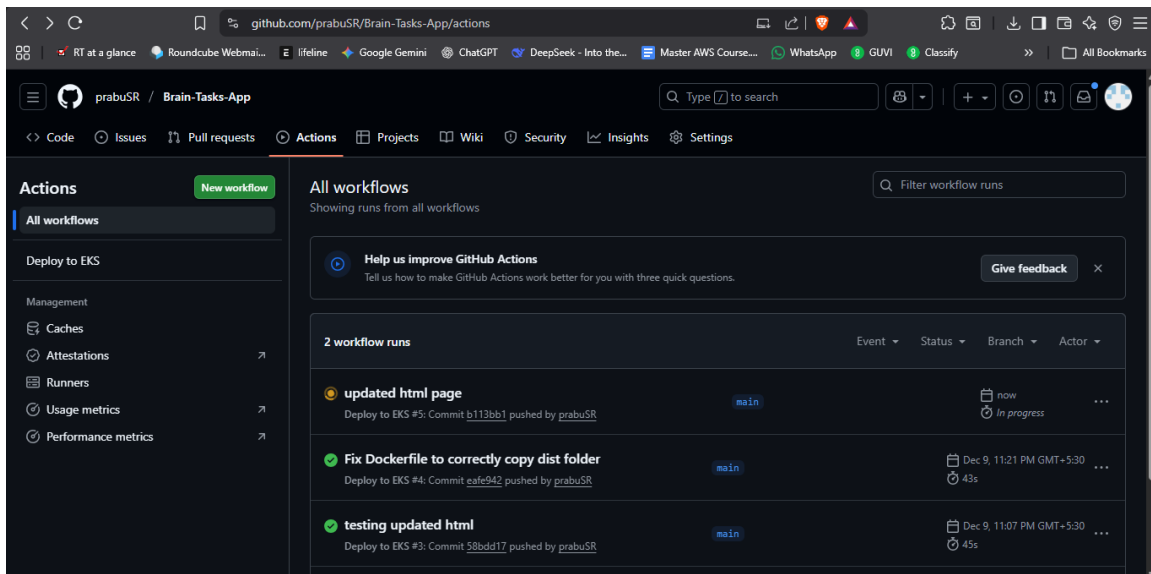 github.com/prabuSR/Brain-Tasks-App/actions
RT at a glance Roundcube Webmai... lifeline Google Gemini ChatGPT DeepSeek - Into the... Master AWS Course.... WhatsApp GUVI Classify » All Bookmarks
prabuSR / Brain-Tasks-App Type / to search
Code Issues Pull requests Actions Projects Wiki Security Insights Settings
Actions New workflow
All workflows
Deploy to EKS
Management
Caches
Attestations
Runners
Usage metrics
Performance metrics
All workflows
Showing runs from all workflows
Filter workflow runs
Help us improve GitHub Actions
Tell us how to make GitHub Actions work better for you with three quick questions.
Give feedback
2 workflow runs Event Status Branch Actor
updated html page
Deploy to EKS #5: Commit b113bb1 pushed by prabuSR
main
now
In progress
Fix Dockerfile to correctly copy dist folder
Deploy to EKS #4: Commit eafe942 pushed by prabuSR
main
Dec 9, 11:21 PM GMT+5:30
43s
testing updated html
Deploy to EKS #3: Commit 58bdd17 pushed by prabuSR
main
Dec 9, 11:07 PM GMT+5:30
45s